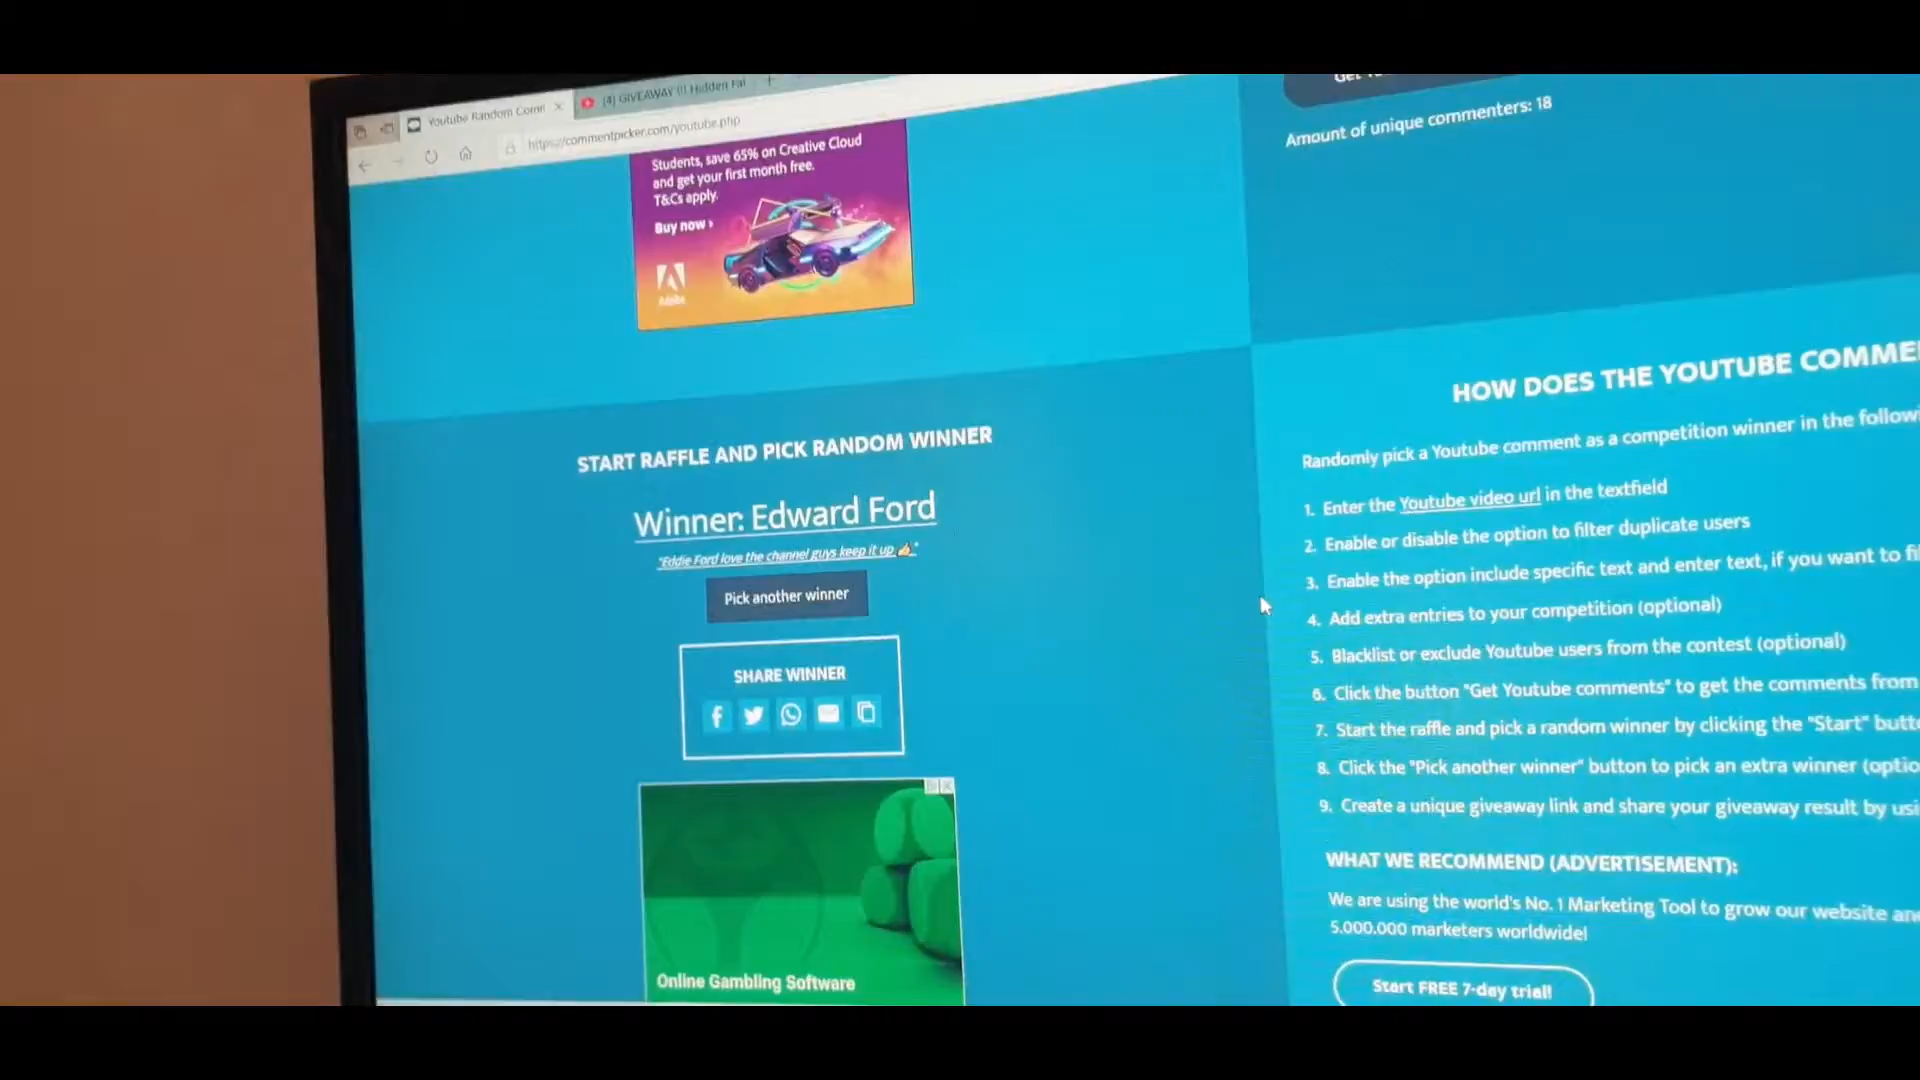 Youtube Random Comm
(4) GIVEAWAY !!! Hidden Fal
https://commentpicker.com/youtube.php
Students, save 65% on Creative Cloud
and get your first month free.
T&Cs apply.
Buy now ›
Adobe
START RAFFLE AND PICK RANDOM WINNER
Winner: Edward Ford
"Eddie Ford love the channel guys keep it up 👍"
Pick another winner
SHARE WINNER
Online Gambling Software
Amount of unique commenters: 18
HOW DOES THE YOUTUBE COMME
Randomly pick a Youtube comment as a competition winner in the followi
1. Enter the Youtube video url in the textfield
2. Enable or disable the option to filter duplicate users
3. Enable the option include specific text and enter text, if you want to fi
4. Add extra entries to your competition (optional)
5. Blacklist or exclude Youtube users from the contest (optional)
6. Click the button "Get Youtube comments" to get the comments from
7. Start the raffle and pick a random winner by clicking the "Start" butt
8. Click the "Pick another winner" button to pick an extra winner (optio
9. Create a unique giveaway link and share your giveaway result by usi
WHAT WE RECOMMEND (ADVERTISEMENT):
We are using the world's No. 1 Marketing Tool to grow our website an
5.000.000 marketers worldwide!
Start FREE 7-day trial!